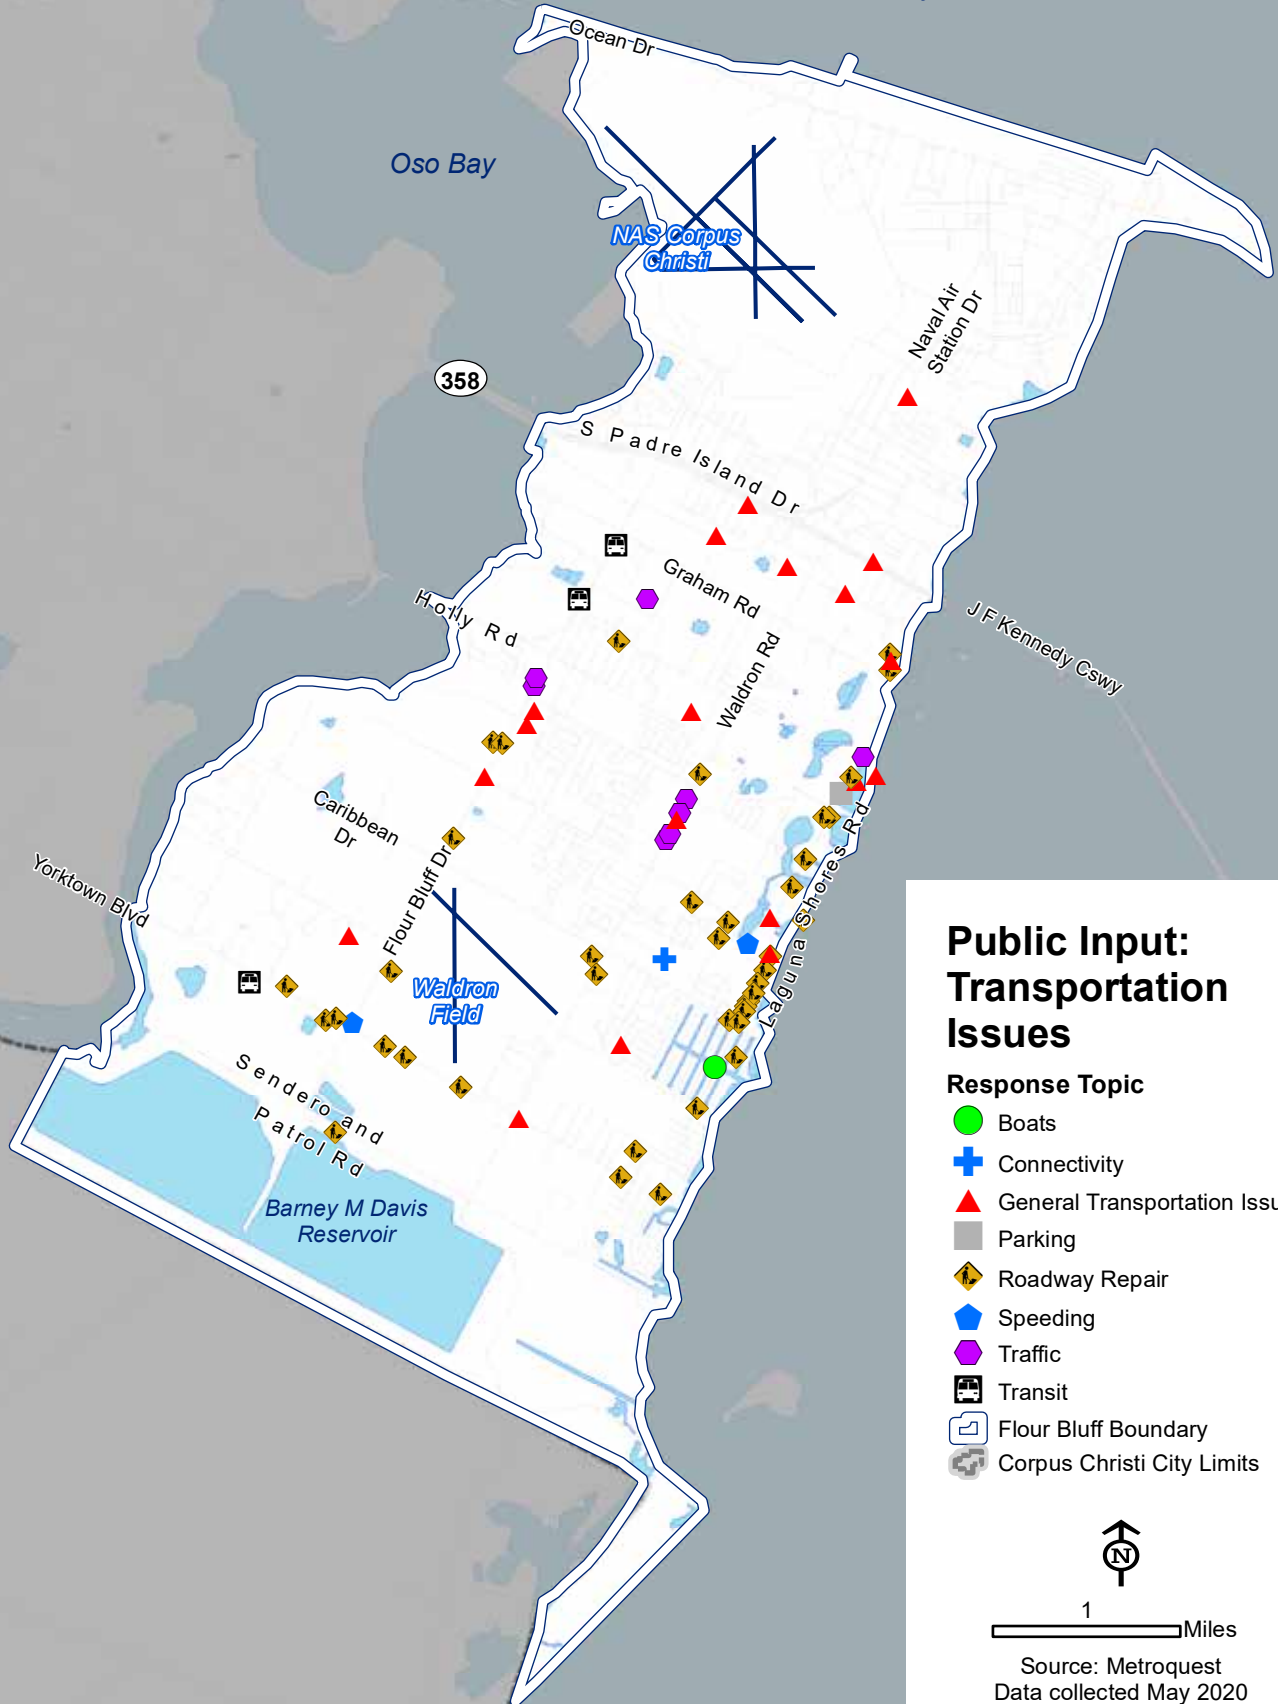 Ocean Dr
Oso Bay
NAS Corpus
Christi
Naval Air
Station Dr
358
S Padre Island Dr
Graham Rd
Holly Rd
J F Kennedy Cswy
Waldron Rd
Caribbean
Dr
Yorktown Blvd
Flour Bluff Dr
Laguna Shores Rd
Waldron
Field
Sendero and
Patrol Rd
Barney M Davis
Reservoir
Public Input:
Transportation
Issues
Response Topic
Boats
Connectivity
General Transportation Issu
Parking
Roadway Repair
Speeding
Traffic
Transit
Flour Bluff Boundary
Corpus Christi City Limits
N
1
Miles
Source: Metroquest
Data collected May 2020